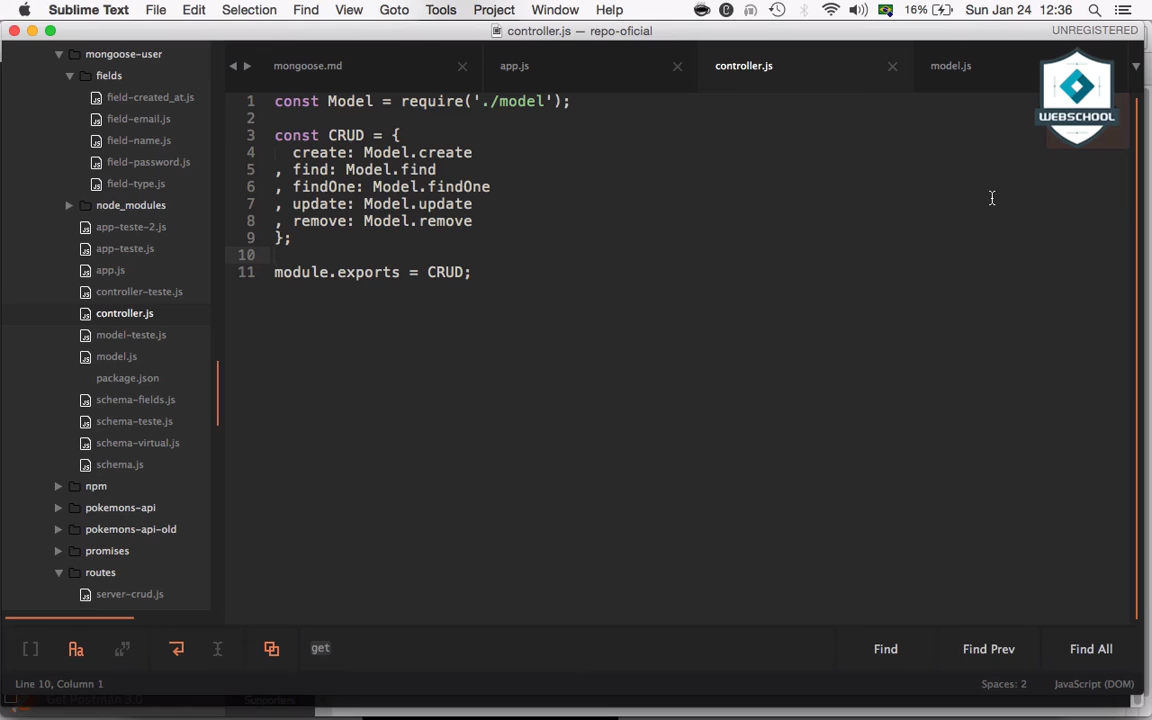 Sublime Text File Edit Selection Find View Goto Tools Project Window Help 16% Sun Jan 24 12:36
controller.js — repo-oficial UNREGISTERED
mongoose-user
fields
field-created_at.js
field-email.js
field-name.js
field-password.js
field-type.js
node_modules
app-teste-2.js
app-teste.js
app.js
controller-teste.js
controller.js
model-teste.js
model.js
package.json
schema-fields.js
schema-teste.js
schema-virtual.js
schema.js
npm
pokemons-api
pokemons-api-old
promises
routes
server-crud.js
mongoose.md app.js controller.js model.js
WEBSCHOOL
1 const Model = require('./model');
2
3 const CRUD = {
4 create: Model.create
5 , find: Model.find
6 , findOne: Model.findOne
7 , update: Model.update
8 , remove: Model.remove
9 };
10
11 module.exports = CRUD;
Aa get Find Find Prev Find All
Line 10, Column 1 Spaces: 2 JavaScript (DOM)
Get Postman 3.0 Supporters